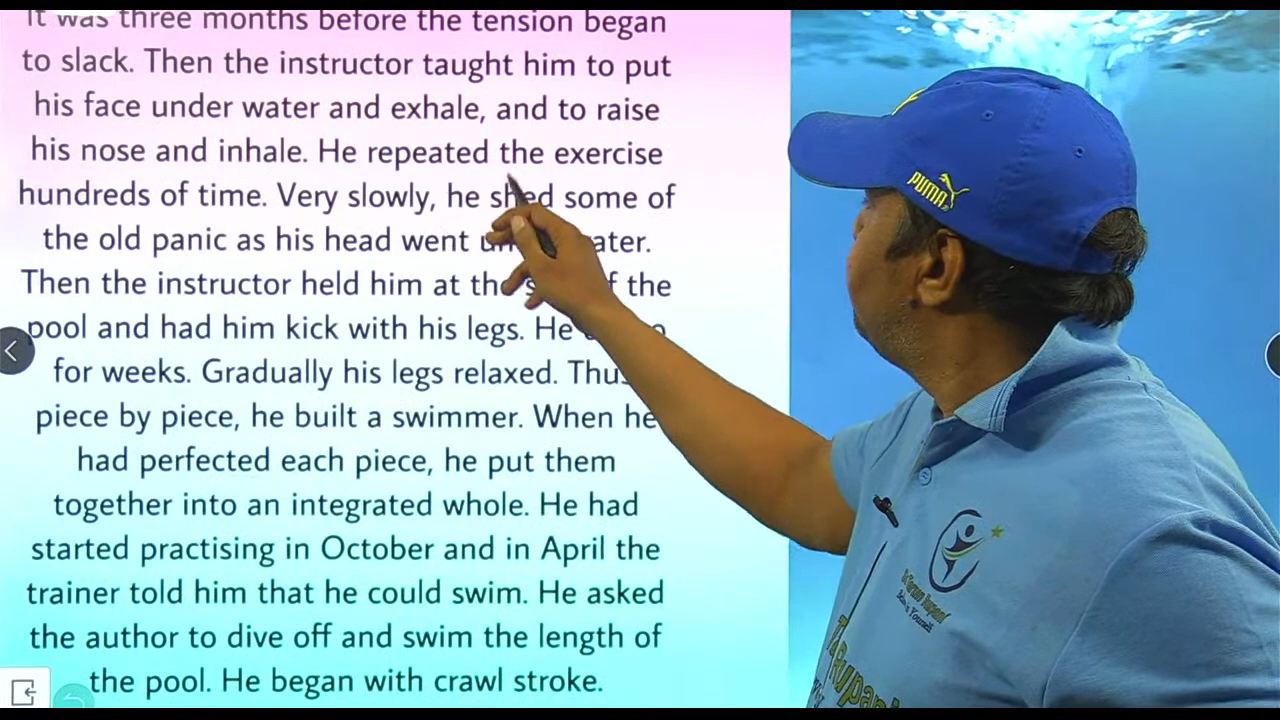 It was three months before the tension began
to slack. Then the instructor taught him to put
his face under water and exhale, and to raise
his nose and inhale. He repeated the exercise
hundreds of time. Very slowly, he shed some of
the old panic as his head went
Then the instructor held him at the the
pool and had him kick with his legs. He
for weeks. Gradually his legs relaxed. Thus
piece by piece, he built a swimmer. When he
had perfected each piece, he put them
together into an integrated whole. He had
started practising in October and in April the
trainer told him that he could swim. He asked
the author to dive off and swim the length of
the pool. He began with crawl stroke.
PUMA